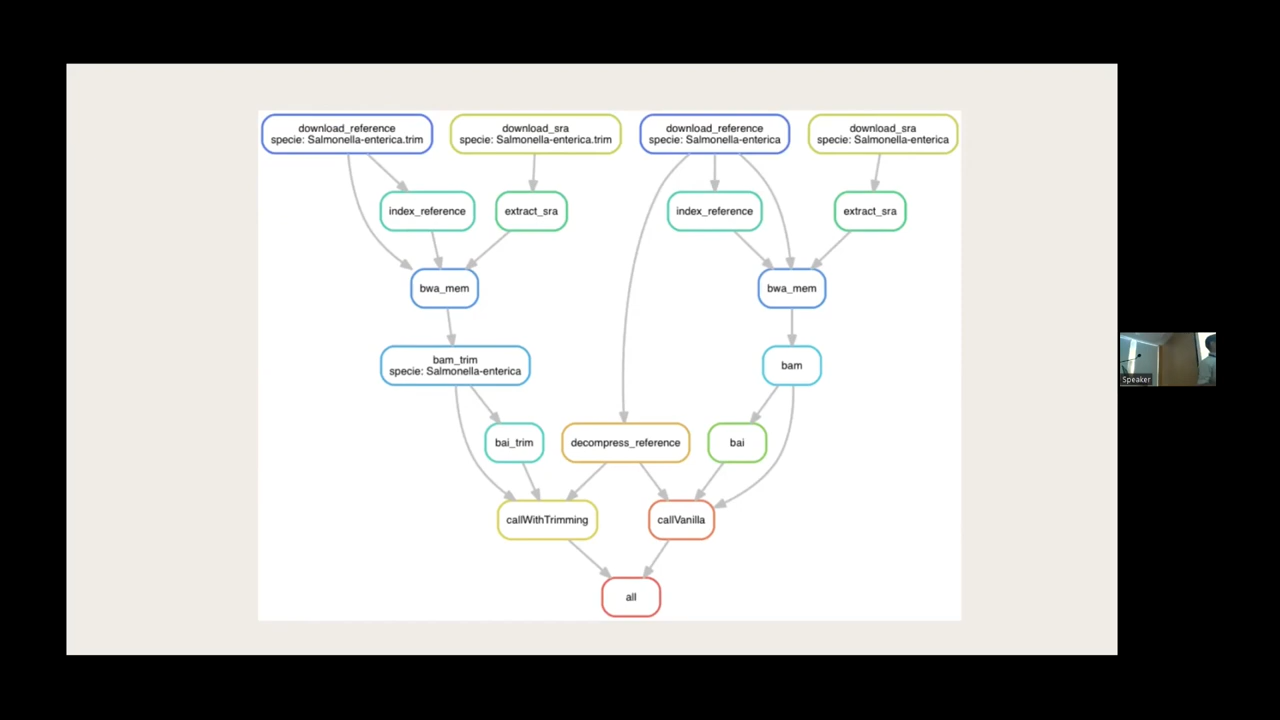 download_reference
specie: Salmonella-enterica.trim
download_sra
specie: Salmonella-enterica.trim
download_reference
specie: Salmonella-enterica
download_sra
specie: Salmonella-enterica
index_reference
extract_sra
index_reference
extract_sra
bwa_mem
bwa_mem
bam_trim
specie: Salmonella-enterica
bam
bai_trim
decompress_reference
bai
callWithTrimming
callVanilla
all
Speaker